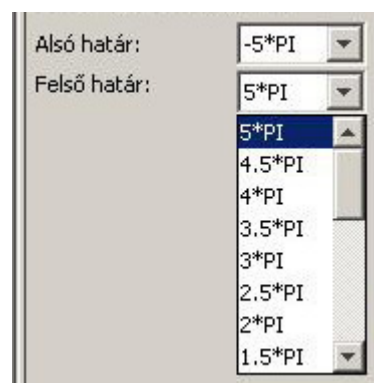 Alsó határ: -5*PI
Felső határ: 5*PI
5*PI
4.5*PI
4*PI
3.5*PI
3*PI
2.5*PI
2*PI
1.5*PI